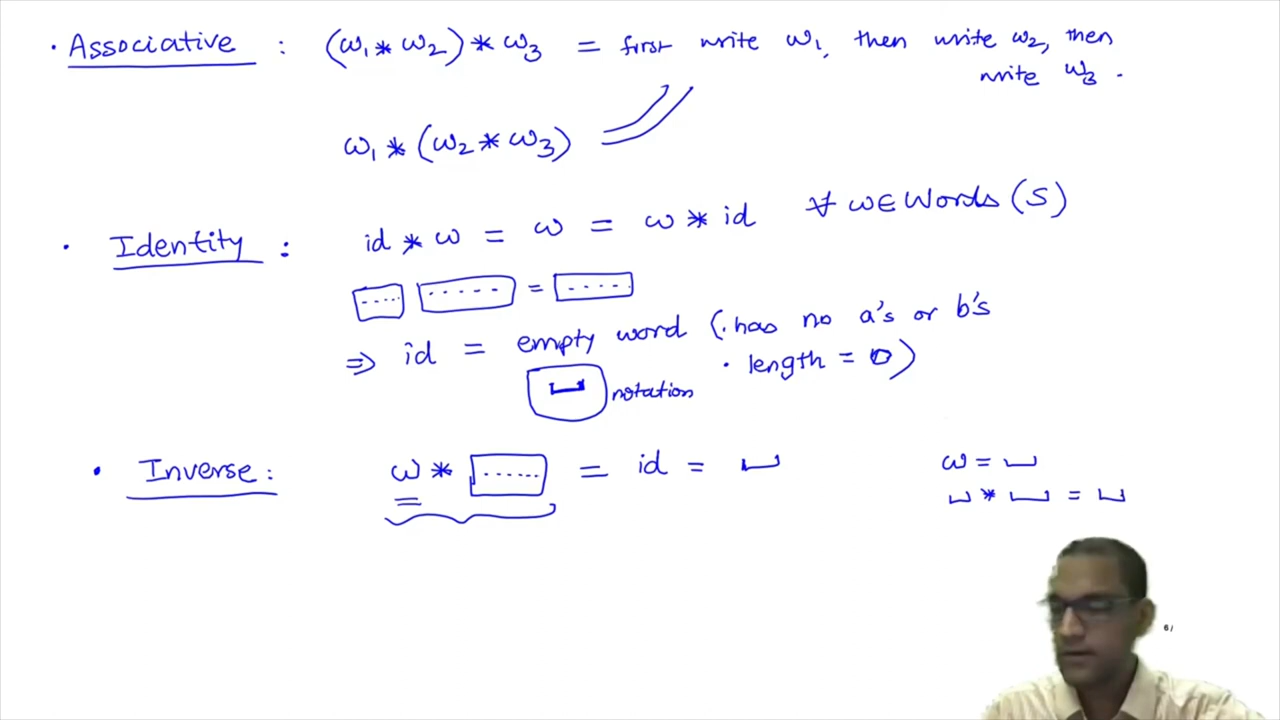 · Associative : (ω₁ * ω₂) * ω₃ = first write ω₁, then write ω₂, then
write ω₃ .
ω₁ * (ω₂ * ω₃)
· Identity : id * ω = ω = ω * id ∀ ω ∈ Words (S)
..... ..... = .....
⇒ id = empty word (· has no a's or b's
· length = 0)
⌴ notation
· Inverse : ω * ...... = id = ⌴
ω = ⌴
⌴ * ⌴ = ⌴
6 /